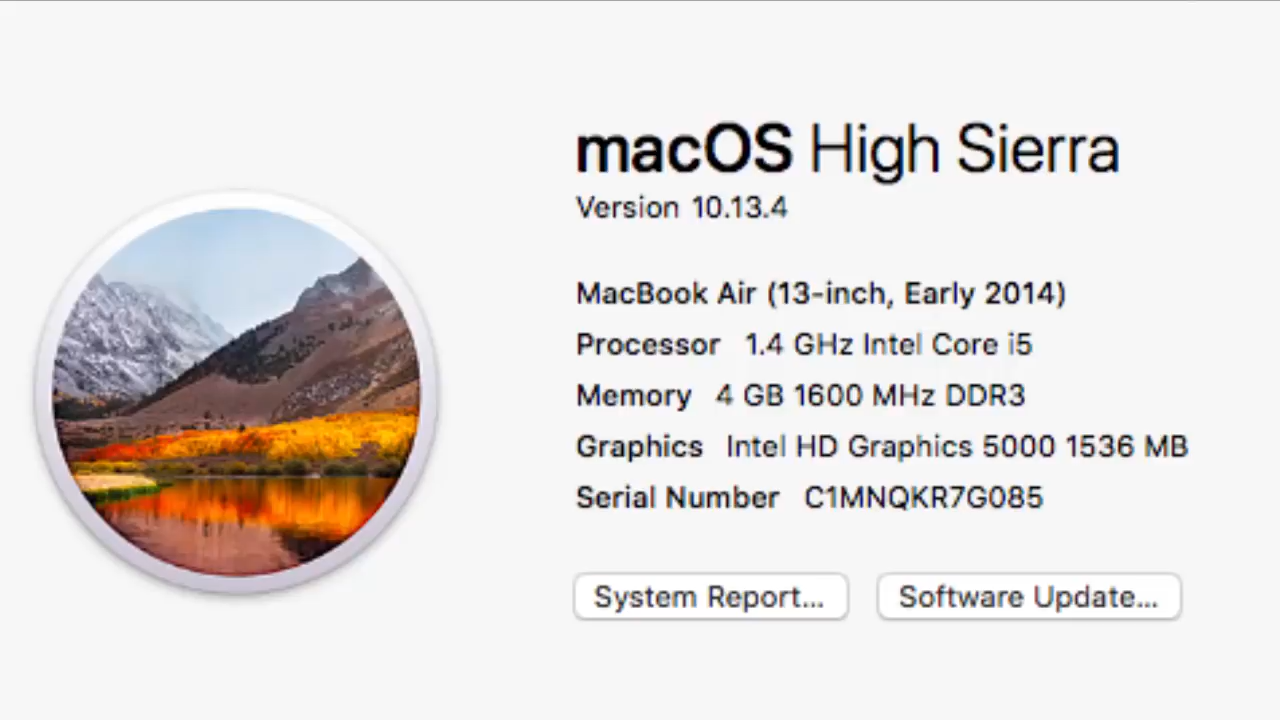 macOS High Sierra
Version 10.13.4
MacBook Air (13-inch, Early 2014)
Processor 1.4 GHz Intel Core i5
Memory 4 GB 1600 MHz DDR3
Graphics Intel HD Graphics 5000 1536 MB
Serial Number C1MNQKR7G085
System Report... Software Update...